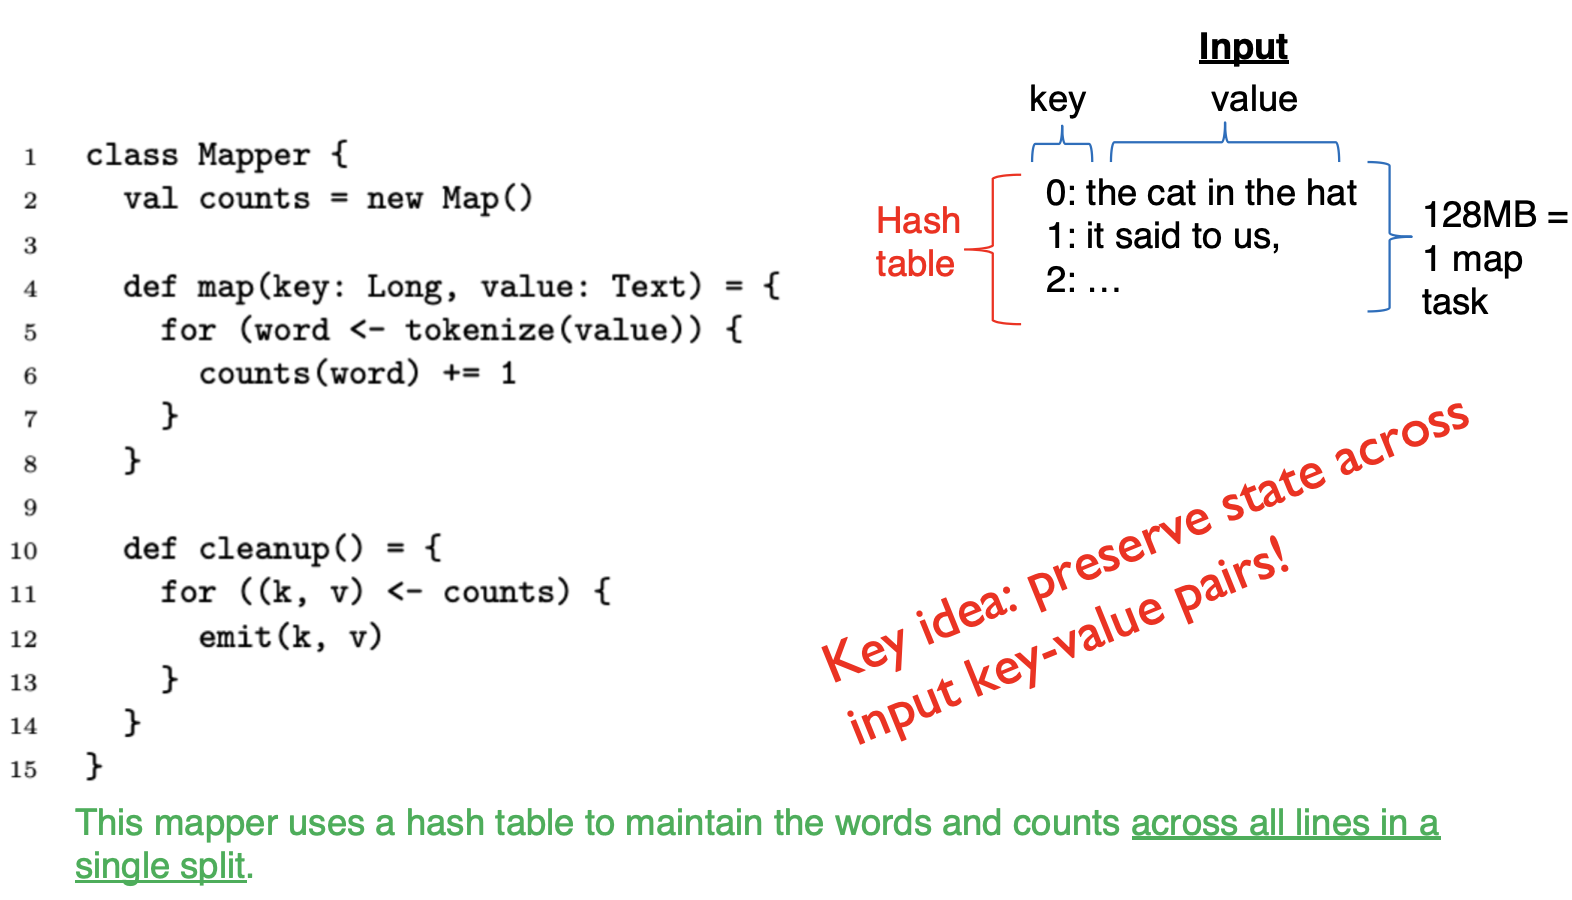 1 class Mapper {
2 val counts = new Map()
3
4 def map(key: Long, value: Text) = {
5 for (word <- tokenize(value)) {
6 counts(word) += 1
7 }
8 }
9
10 def cleanup() = {
11 for ((k, v) <- counts) {
12 emit(k, v)
13 }
14 }
15 }
Input
key value
Hash
table
0: the cat in the hat
1: it said to us,
2: ...
128MB =
1 map
task
Key idea: preserve state across
input key-value pairs!
This mapper uses a hash table to maintain the words and counts across all lines in a
single split.